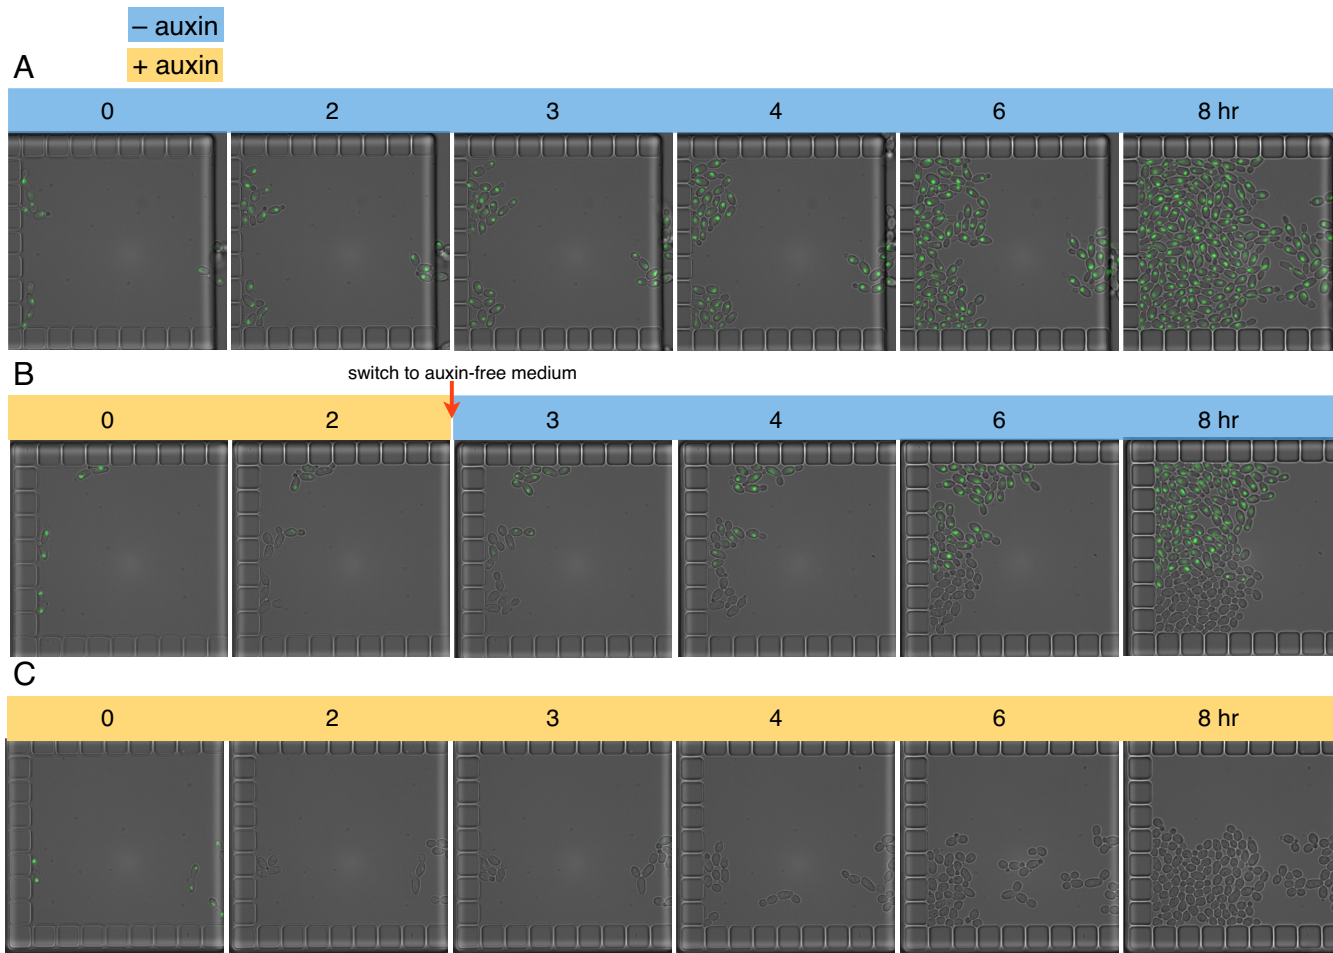 – auxin
+ auxin
A
0 2 3 4 6 8 hr
B
switch to auxin-free medium
0 2 3 4 6 8 hr
C
0 2 3 4 6 8 hr